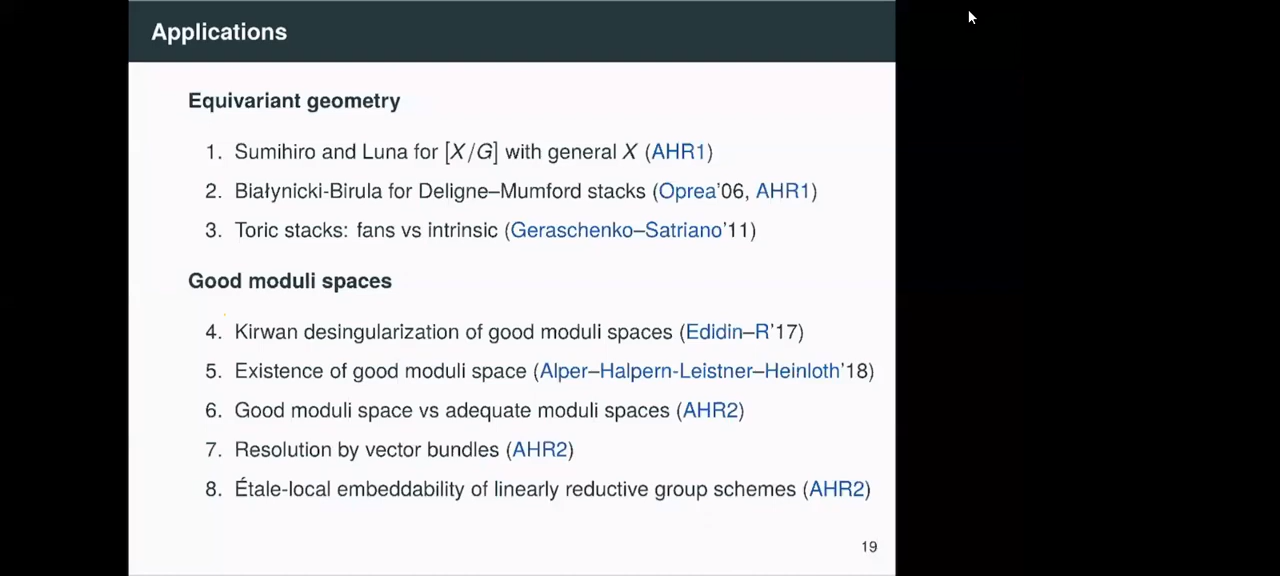 Applications
Equivariant geometry
1. Sumihiro and Luna for [X/G] with general X (AHR1)
2. Białynicki-Birula for Deligne–Mumford stacks (Oprea'06, AHR1)
3. Toric stacks: fans vs intrinsic (Geraschenko–Satriano'11)
Good moduli spaces
4. Kirwan desingularization of good moduli spaces (Edidin–R'17)
5. Existence of good moduli space (Alper–Halpern-Leistner–Heinloth'18)
6. Good moduli space vs adequate moduli spaces (AHR2)
7. Resolution by vector bundles (AHR2)
8. Étale-local embeddability of linearly reductive group schemes (AHR2)
19